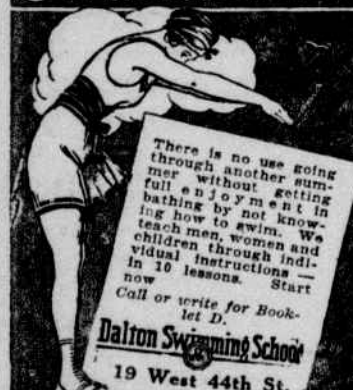 There is no use going
through another sum-
mer without getting
full enjoyment in
bathing by not know-
ing how to swim. We
teach men, women and
children through indi-
vidual instructions —
in 10 lessons. Start
now
Call or write for Book-
let D.
Dalton Swimming School
19 West 44th St.